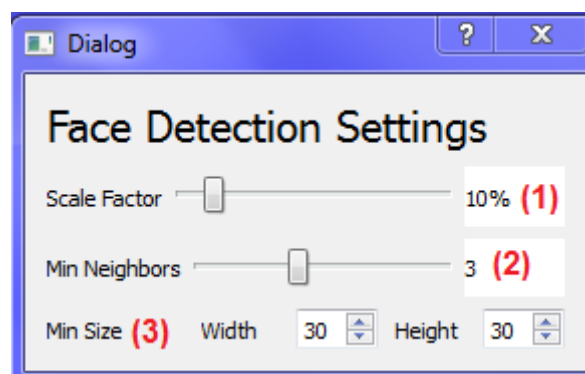 Dialog ?
Face Detection Settings
Scale Factor 10% (1)
Min Neighbors 3 (2)
Min Size (3) Width 30 Height 30